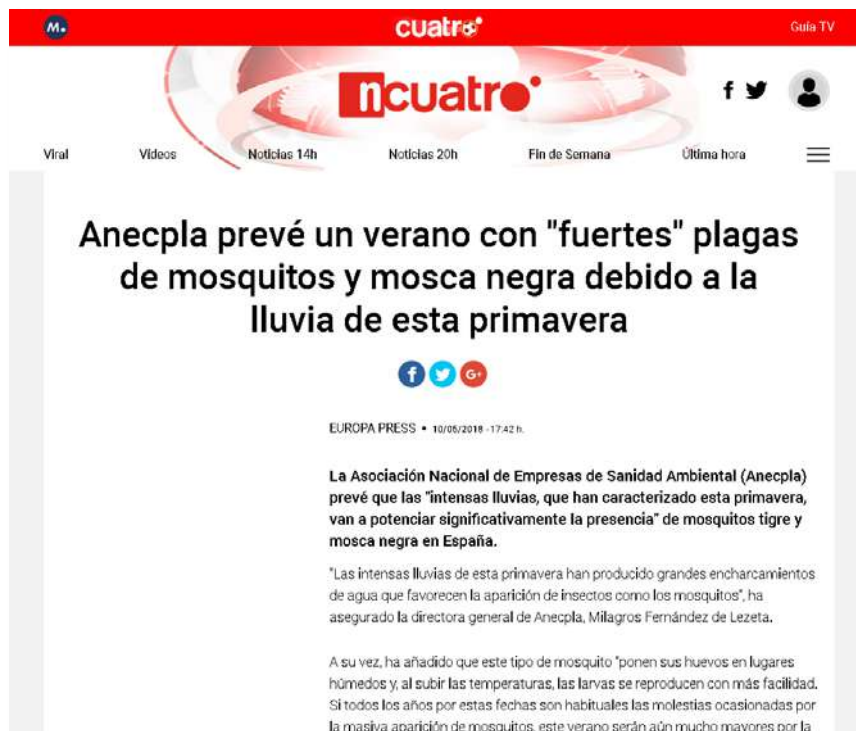 M.
cuatro
Guía TV
ncuatro
Viral
Vídeos
Noticias 14h
Noticias 20h
Fin de Semana
Última hora
Anecpla prevé un verano con "fuertes" plagas
de mosquitos y mosca negra debido a la
lluvia de esta primavera
EUROPA PRESS • 10/05/2018 - 17:42 h.
La Asociación Nacional de Empresas de Sanidad Ambiental (Anecpla)
prevé que las "intensas lluvias, que han caracterizado esta primavera,
van a potenciar significativamente la presencia" de mosquitos tigre y
mosca negra en España.
"Las intensas lluvias de esta primavera han producido grandes encharcamientos
de agua que favorecen la aparición de insectos como los mosquitos", ha
asegurado la directora general de Anecpla, Milagros Fernández de Lezeta.
A su vez, ha añadido que este tipo de mosquito "ponen sus huevos en lugares
húmedos y, al subir las temperaturas, las larvas se reproducen con más facilidad.
Si todos los años por estas fechas son habituales las molestias ocasionadas por
la masiva aparición de mosquitos, este verano serán aún mucho mayores por la